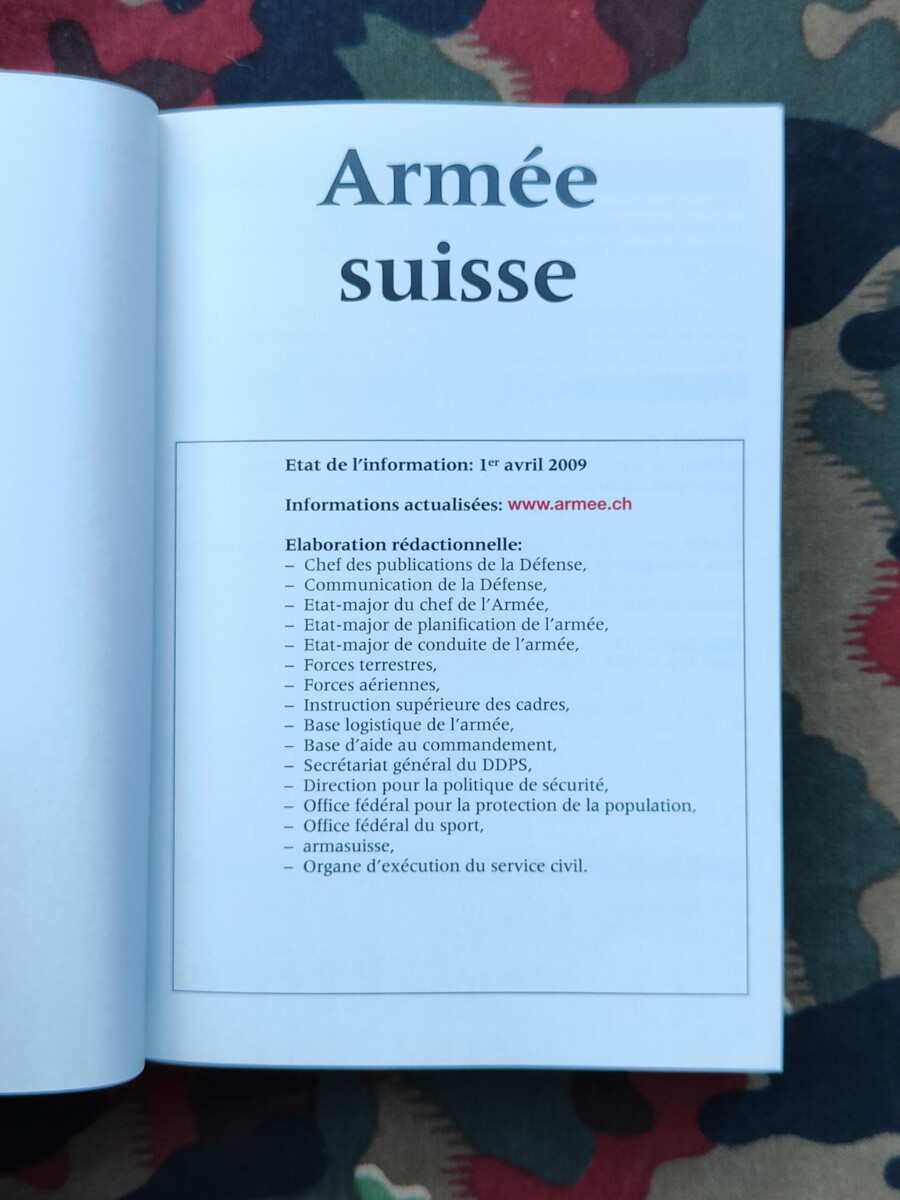 Armée
suisse
Etat de l'information: 1er avril 2009
Informations actualisées: www.armee.ch
Elaboration rédactionnelle:
– Chef des publications de la Défense,
– Communication de la Défense,
– Etat-major du chef de l'Armée,
– Etat-major de planification de l'armée,
– Etat-major de conduite de l'armée,
– Forces terrestres,
– Forces aériennes,
– Instruction supérieure des cadres,
– Base logistique de l'armée,
– Base d'aide au commandement,
– Secrétariat général du DDPS,
– Direction pour la politique de sécurité,
– Office fédéral pour la protection de la population,
– Office fédéral du sport,
– armasuisse,
– Organe d'exécution du service civil.